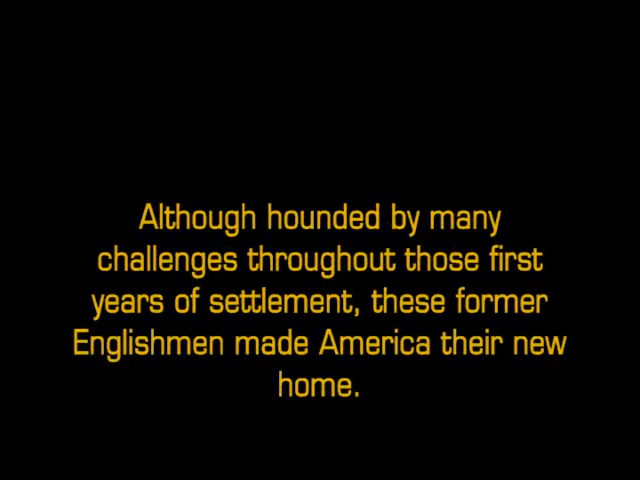 Although hounded by many
challenges throughout those first
years of settlement, these former
Englishmen made America their new
home.